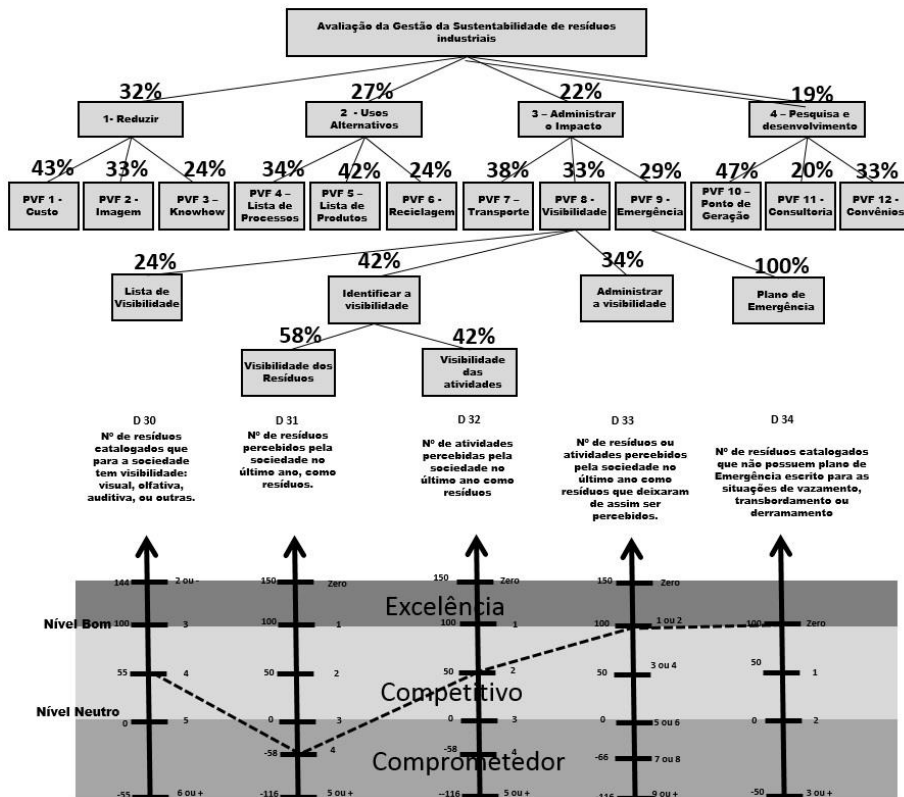 Avaliação da Gestão da Sustentabilidade de resíduos
industriais
32%
27%
22%
19%
1- Reduzir
2 - Usos
Alternativos
3 – Administrar
o Impacto
4 – Pesquisa e
desenvolvimento
43%
33%
24%
34%
42%
24%
38%
33%
29%
47%
20%
33%
PVF 1 -
Custo
PVF 2 -
Imagem
PVF 3 –
Knowhow
PVF 4 –
Lista de
Processos
PVF 5 –
Lista de
Produtos
PVF 6 -
Reciclagem
PVF 7 -
Transporte
PVF 8 -
Visibilidade
PVF 9 -
Emergência
PVF 10 –
Ponto de
Geração
PVF 11 -
Consultoria
PVF 12 -
Convênios
24%
42%
34%
100%
Lista de
Visibilidade
Identificar a
visibilidade
Administrar
a visibilidade
Plano de
Emergência
58%
42%
Visibilidade dos
Resíduos
Visibilidade
das
atividades
D 30
Nº de resíduos
catalogados que
para a sociedade
tem visibilidade:
visual, olfativa,
auditiva, ou outras.
D 31
Nº de resíduos
percebidos pela
sociedade no
último ano, como
resíduos.
D 32
Nº de atividades
percebidas pela
sociedade no
último ano como
resíduos
D 33
Nº de resíduos ou
atividades percebidos
pela sociedade no
último ano como
resíduos que deixaram
de assim ser
percebidos.
D 34
Nº de resíduos catalogados
que não possuem plano de
Emergência escrito para as
situações de vazamento,
transbordamento ou
derramamento
144 2 ou -
150 Zero
150 Zero
150 Zero
Excelência
Nível Bom
100 3
100 1
100 1
100 1 ou 2
100 Zero
55 4
50 2
50 2
50 3 ou 4
50 1
Competitivo
Nível Neutro
0 5
0 3
0 3
0 5 ou 6
0 2
-58 4
-58 4
-66 7 ou 8
Comprometedor
-55 6 ou +
-116 5 ou +
--116 5 ou +
-116 9 ou +
-50 3 ou +